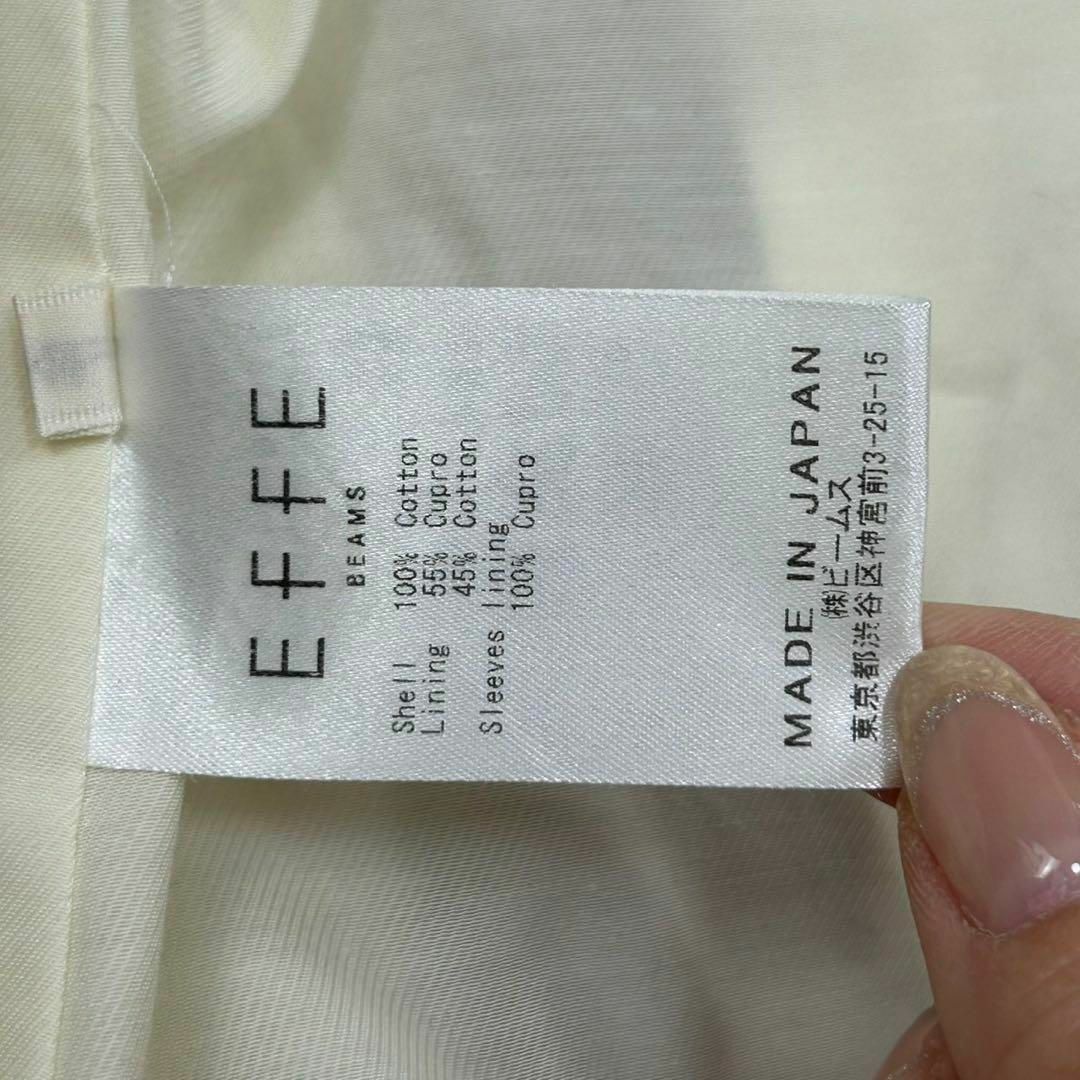 EFFE
BEAMS
Shell 100% Cotton
Lining 55% Cupro
45% Cotton
Sleeves lining
100% Cupro
MADE IN JAPAN
㈱ビームス
東京都渋谷区神宮前3-25-15